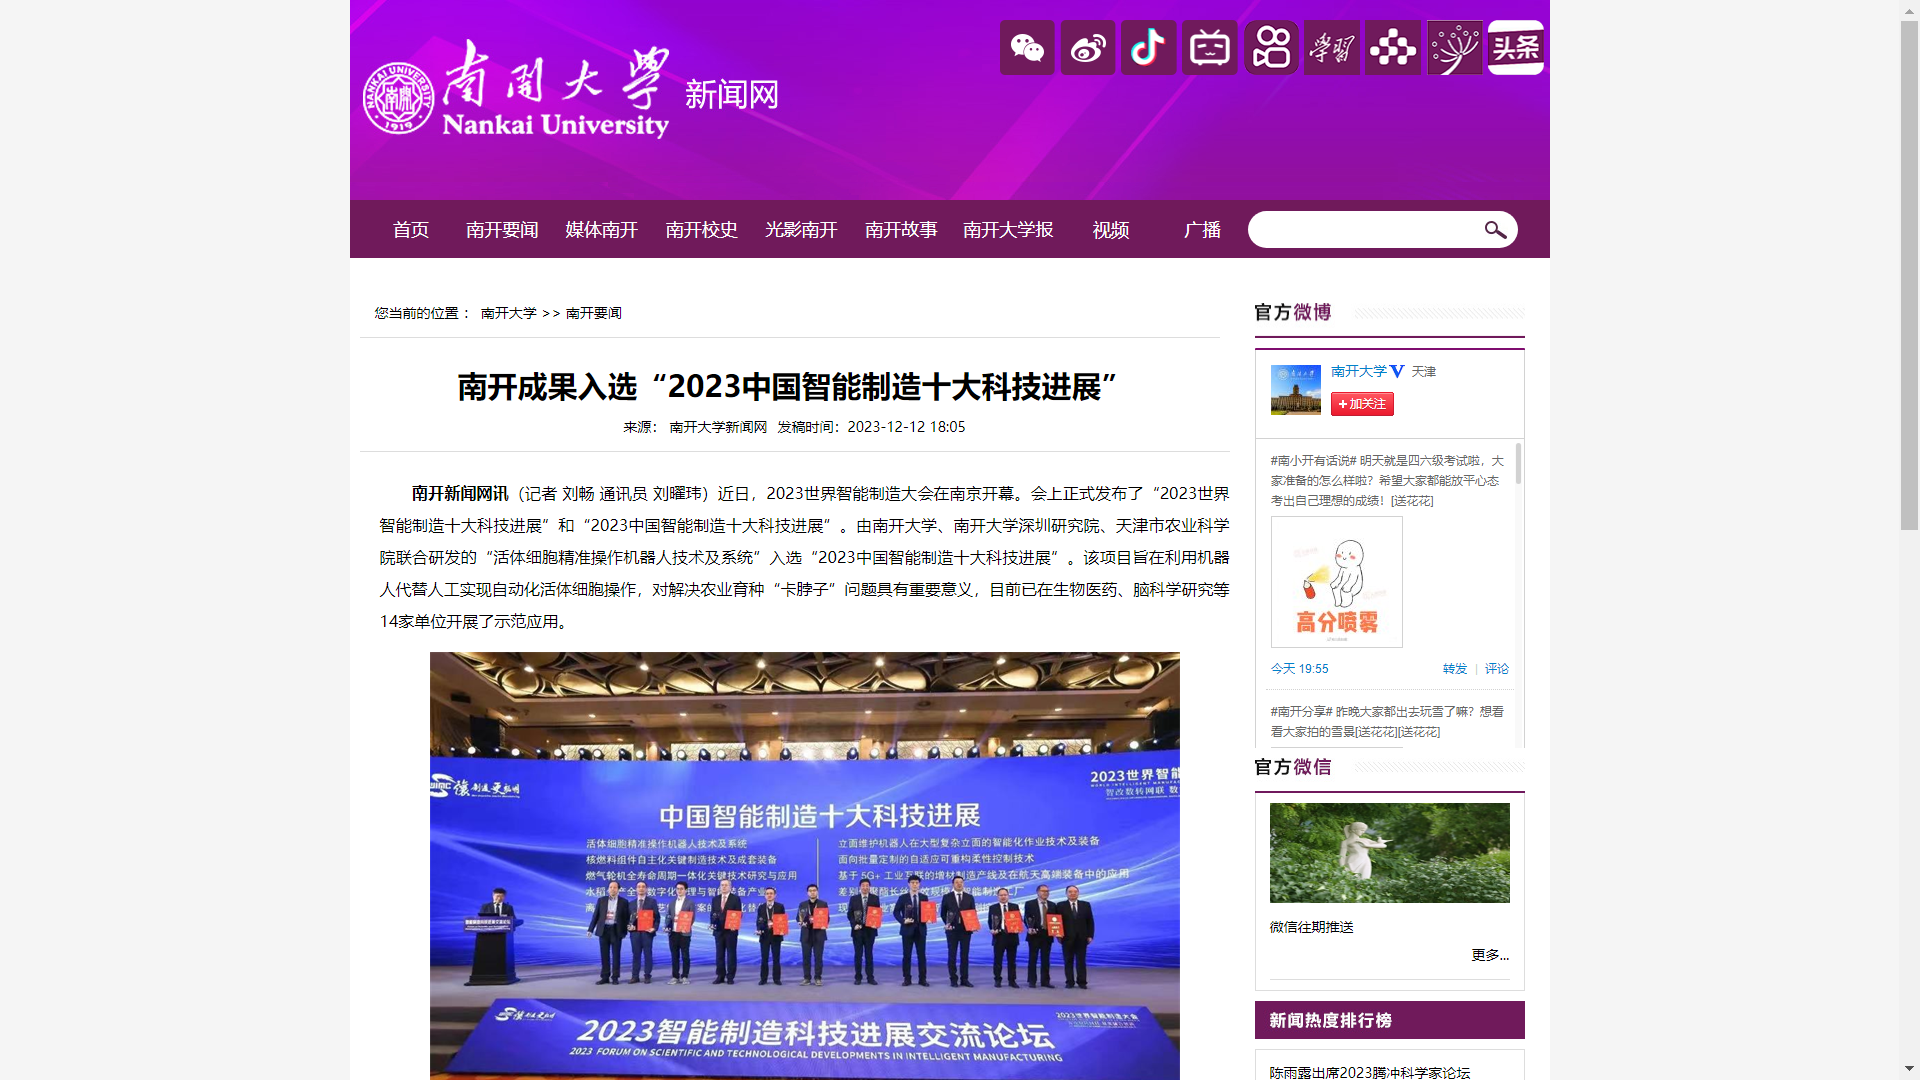 南開大學
Nankai University
NANKAI UNIVERSITY
1919
新闻网
学習
头条
首页
南开要闻
媒体南开
南开校史
光影南开
南开故事
南开大学报
视频
广播
您当前的位置 ： 南开大学 >> 南开要闻
南开成果入选“2023中国智能制造十大科技进展”
来源： 南开大学新闻网 发稿时间：2023-12-12 18:05
南开新闻网讯（记者 刘畅 通讯员 刘曜玮）近日，2023世界智能制造大会在南京开幕。会上正式发布了“2023世界
智能制造十大科技进展”和“2023中国智能制造十大科技进展”。由南开大学、南开大学深圳研究院、天津市农业科学
院联合研发的“活体细胞精准操作机器人技术及系统”入选“2023中国智能制造十大科技进展”。该项目旨在利用机器
人代替人工实现自动化活体细胞操作，对解决农业育种“卡脖子”问题具有重要意义，目前已在生物医药、脑科学研究等
14家单位开展了示范应用。
2023世界智能
中国智能制造十大科技进展
活体细胞精准操作机器人技术及系统
核燃料组件自主化关键制造技术及成套装备
燃气轮机全寿命周期一体化关键技术研究与应用
立面维护机器人在大型复杂立面的智能化作业技术及装备
面向批量定制的自适应可重构柔性控制技术
基于 5G+ 工业互联的增材制造产线及在航天高端装备中的应用
2023世界智能制造大会
2023智能制造科技进展交流论坛
2023 FORUM ON SCIENTIFIC AND TECHNOLOGICAL DEVELOPMENTS IN INTELLIGENT MANUFACTURING
官方微博
南开大学 天津
+加关注
#南小开有话说# 明天就是四六级考试啦，大
家准备的怎么样啦？希望大家都能放平心态
考出自己理想的成绩！[送花花]
高分喷雾
今天 19:55
转发 | 评论
#南开分享# 昨晚大家都出去玩雪了嘛？想看
看大家拍的雪景[送花花][送花花]
官方微信
微信往期推送
更多...
新闻热度排行榜
陈雨露出席2023腾冲科学家论坛